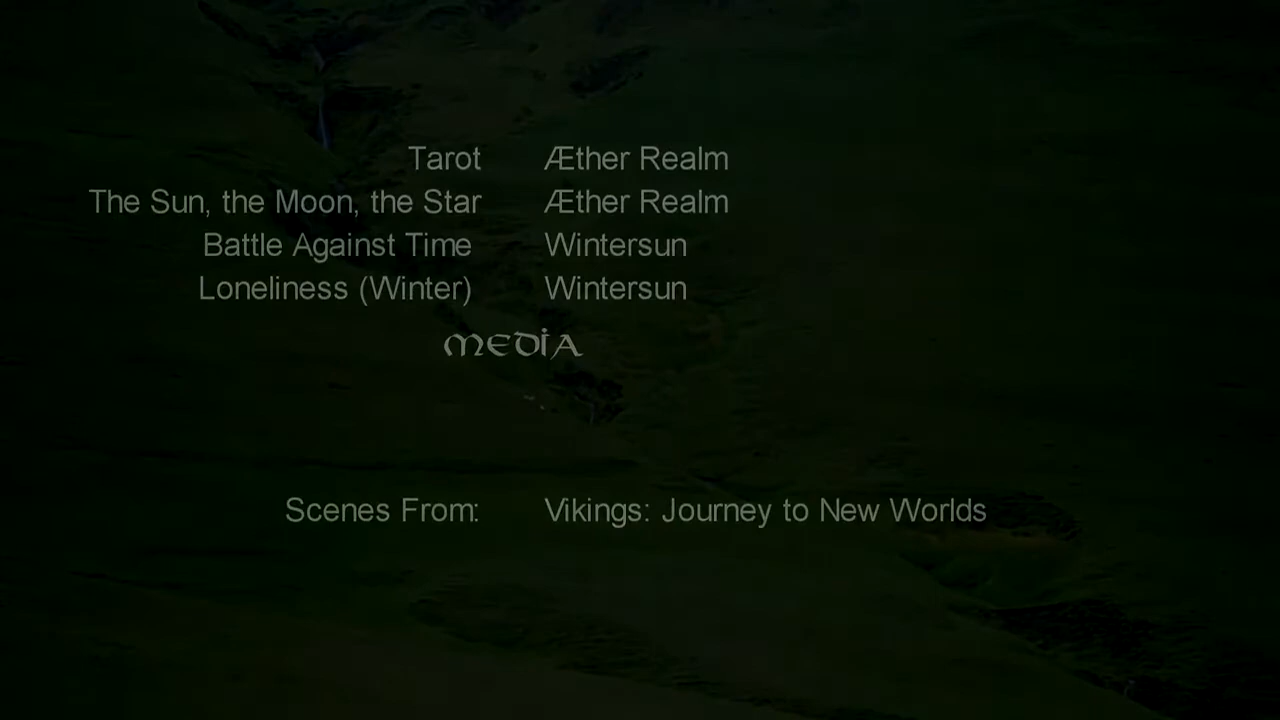 Tarot Æther Realm
The Sun, the Moon, the Star Æther Realm
Battle Against Time Wintersun
Loneliness (Winter) Wintersun
MEDIA
Scenes From: Vikings: Journey to New Worlds